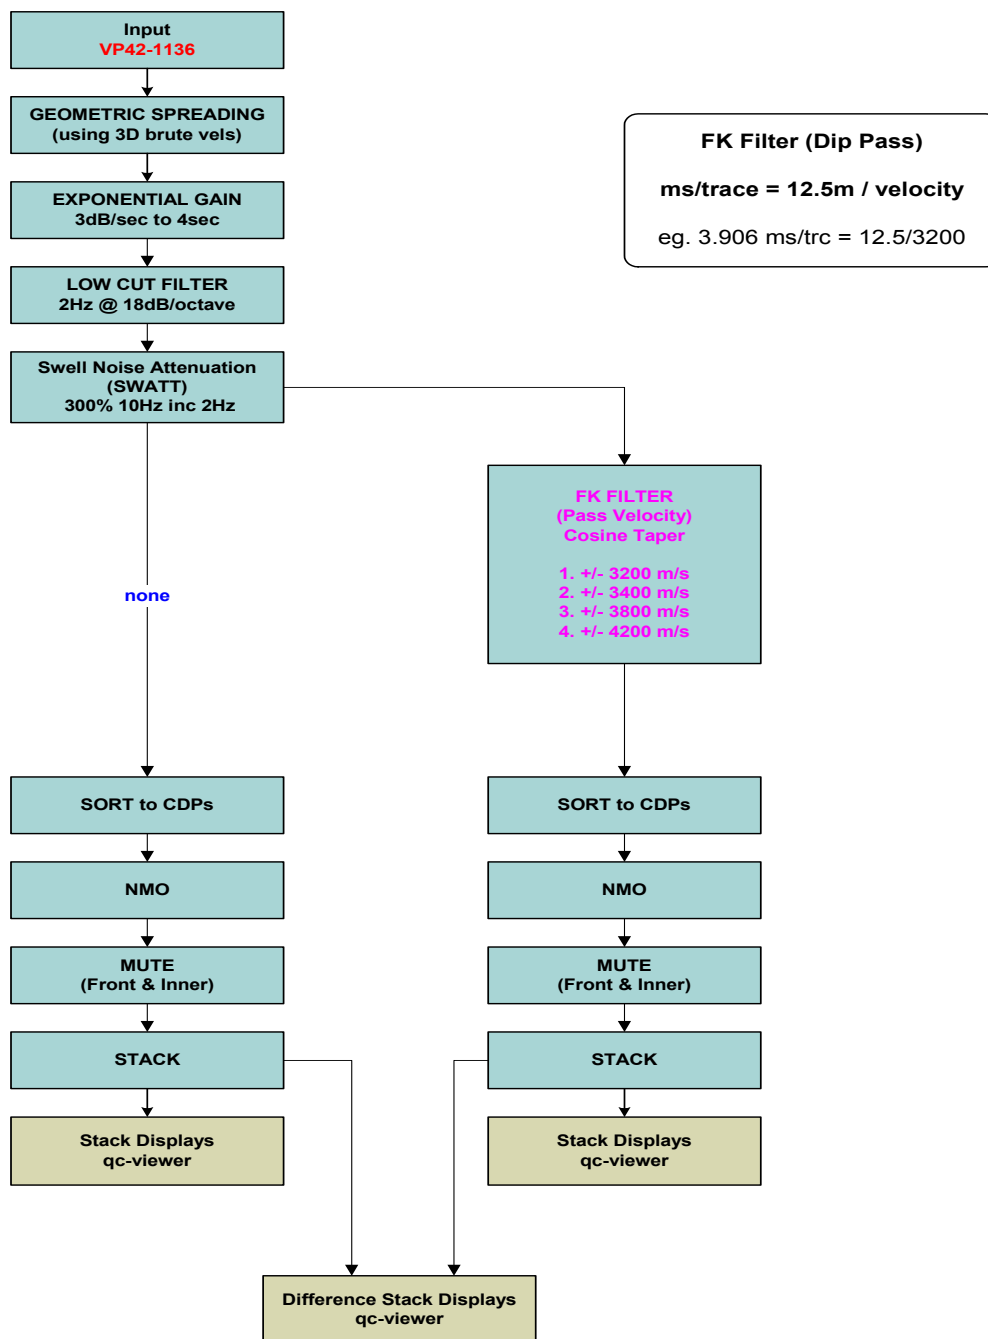 Input
VP42-1136
GEOMETRIC SPREADING
(using 3D brute vels)
EXPONENTIAL GAIN
3dB/sec to 4sec
LOW CUT FILTER
2Hz @ 18dB/octave
Swell Noise Attenuation
(SWATT)
300% 10Hz inc 2Hz
FK Filter (Dip Pass)
ms/trace = 12.5m / velocity
eg. 3.906 ms/trc = 12.5/3200
none
FK FILTER
(Pass Velocity)
Cosine Taper
1. +/- 3200 m/s
2. +/- 3400 m/s
3. +/- 3800 m/s
4. +/- 4200 m/s
SORT to CDPs
NMO
MUTE
(Front & Inner)
STACK
Stack Displays
qc-viewer
SORT to CDPs
NMO
MUTE
(Front & Inner)
STACK
Stack Displays
qc-viewer
Difference Stack Displays
qc-viewer